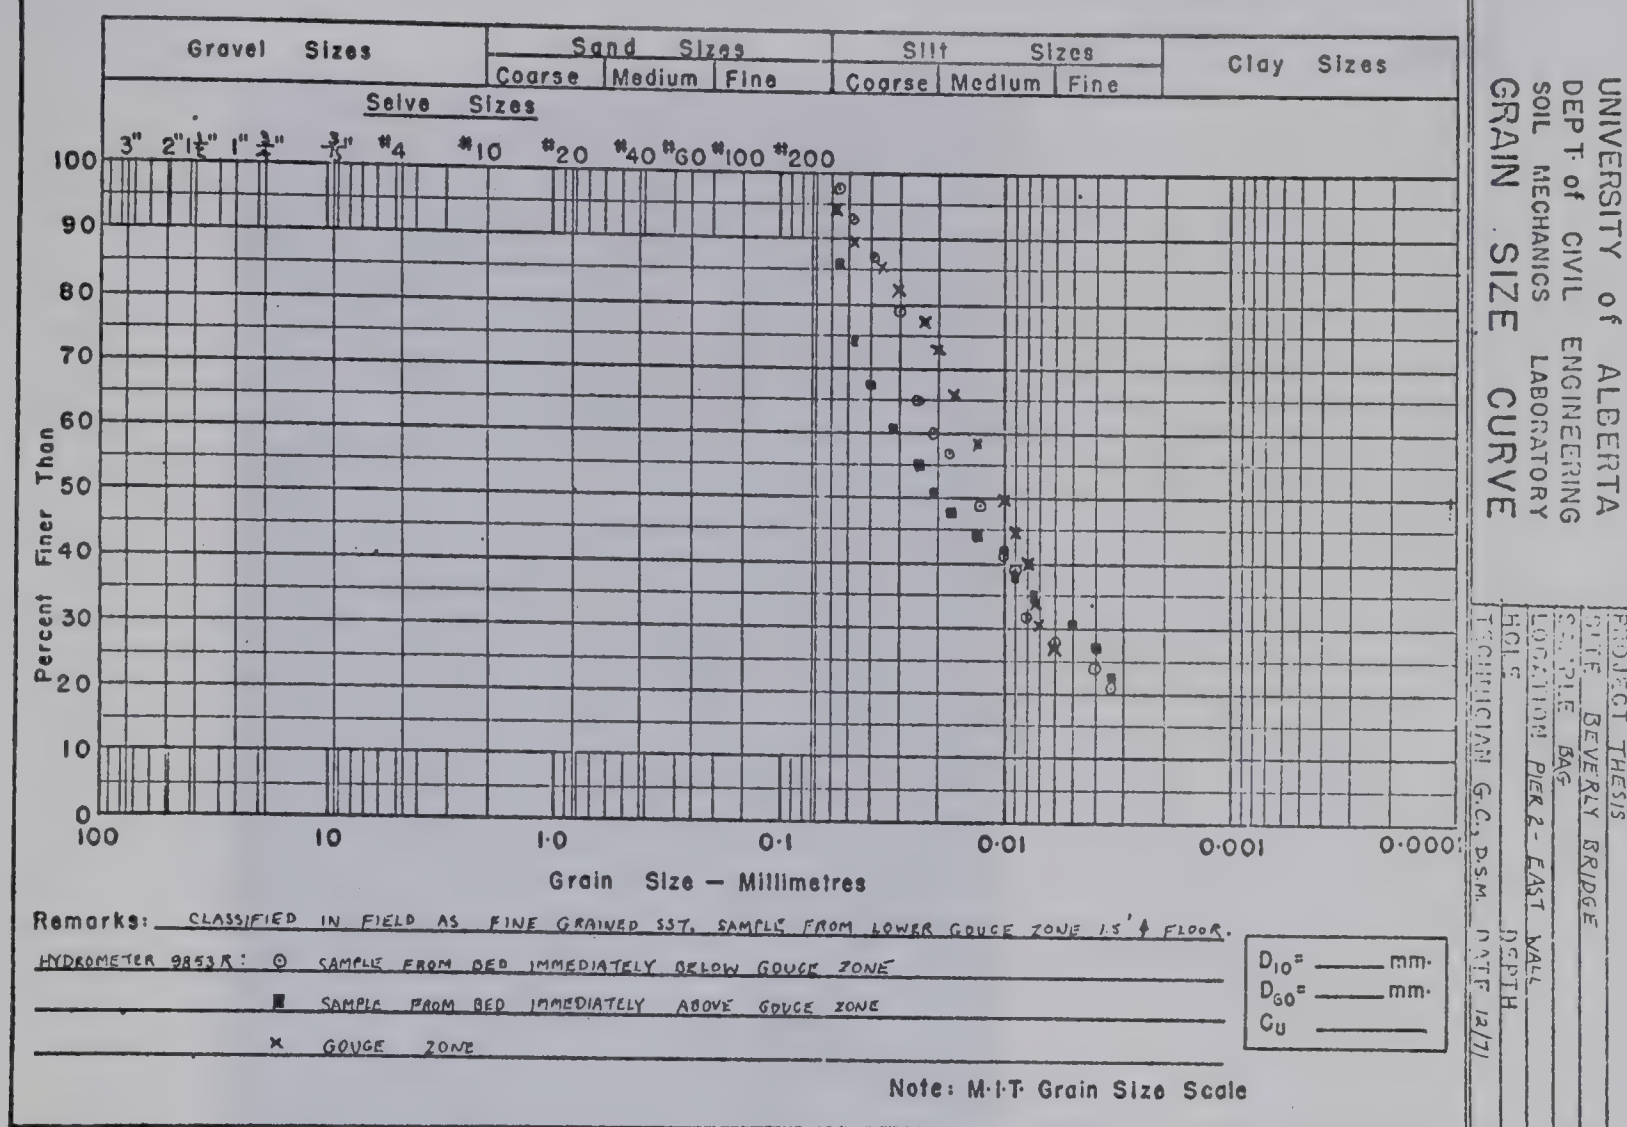 Gravel Sizes Sand Sizes Silt Sizes Clay Sizes
Coarse Medium Fine Coarse Medium Fine
Seive Sizes
3" 2" 1½" 1" ¾" #4 #10 #20 #40 #60 #100 #200
100
90
80
70
60
50
40
30
20
10
0
Percent Finer Than
100 10 1.0 0.1 0.01 0.001 0.0001
Grain Size — Millimetres
Remarks: CLASSIFIED IN FIELD AS FINE GRAINED SST. SAMPLE FROM LOWER GOUGE ZONE 1.5' FLOOR.
HYDROMETER 9853R: ⊙ SAMPLE FROM BED IMMEDIATELY BELOW GOUGE ZONE
■ SAMPLE FROM BED IMMEDIATELY ABOVE GOUGE ZONE
× GOUGE ZONE
D10= mm.
D60= mm.
CU
Note: M.I.T. Grain Size Scale
UNIVERSITY of ALBERTA
DEP'T of CIVIL ENGINEERING
SOIL MECHANICS LABORATORY
GRAIN SIZE CURVE
PROJECT THESIS
SITE BEVERLY BRIDGE
SAMPLE BAG
LOCATION PIER 2 - EAST WALL
HOLE DEPTH
TECHNICIAN G.C., D.S.M. DATE 12/71